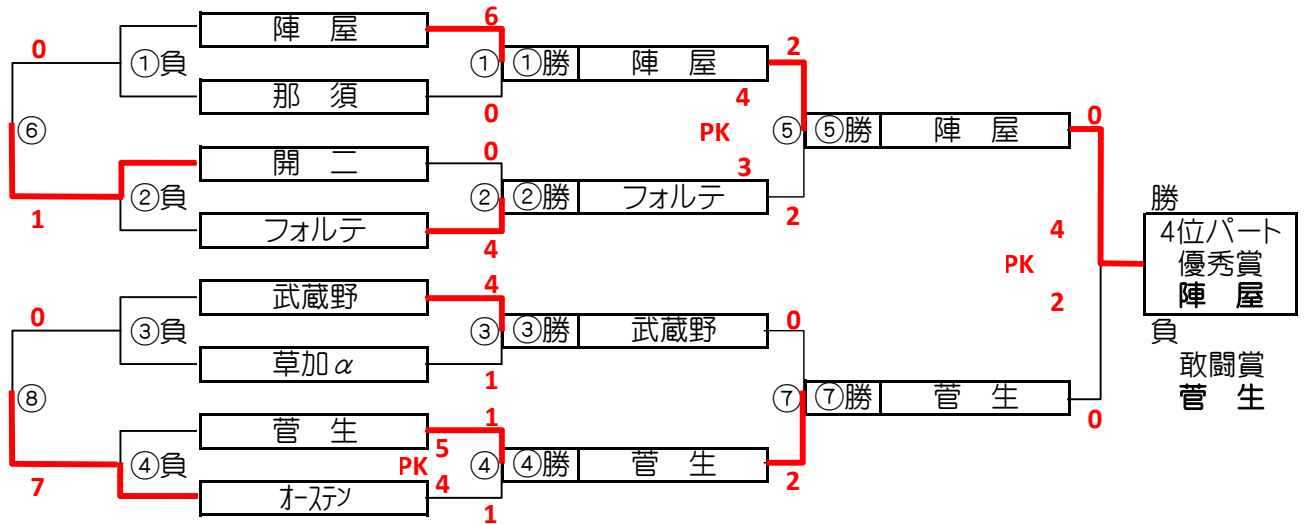 陣 屋 6
0 ①負 ① ①勝 陣 屋 2
那 須 0 4
⑥ PK ⑤ ⑤勝 陣 屋 0
開 二 0 3
1 ②負 ② ②勝 フォルテ 2
フォルテ 4
勝
4 4位パート
PK 優秀賞
2 陣 屋
武蔵野 4
0 ③負 ③ ③勝 武蔵野 0
草加α 1
負
敢闘賞
菅 生
⑧ ⑦ ⑦勝 菅 生 0
菅 生 1
5
7 ④負 PK ④ ④勝 菅 生 2
4
オーステン 1